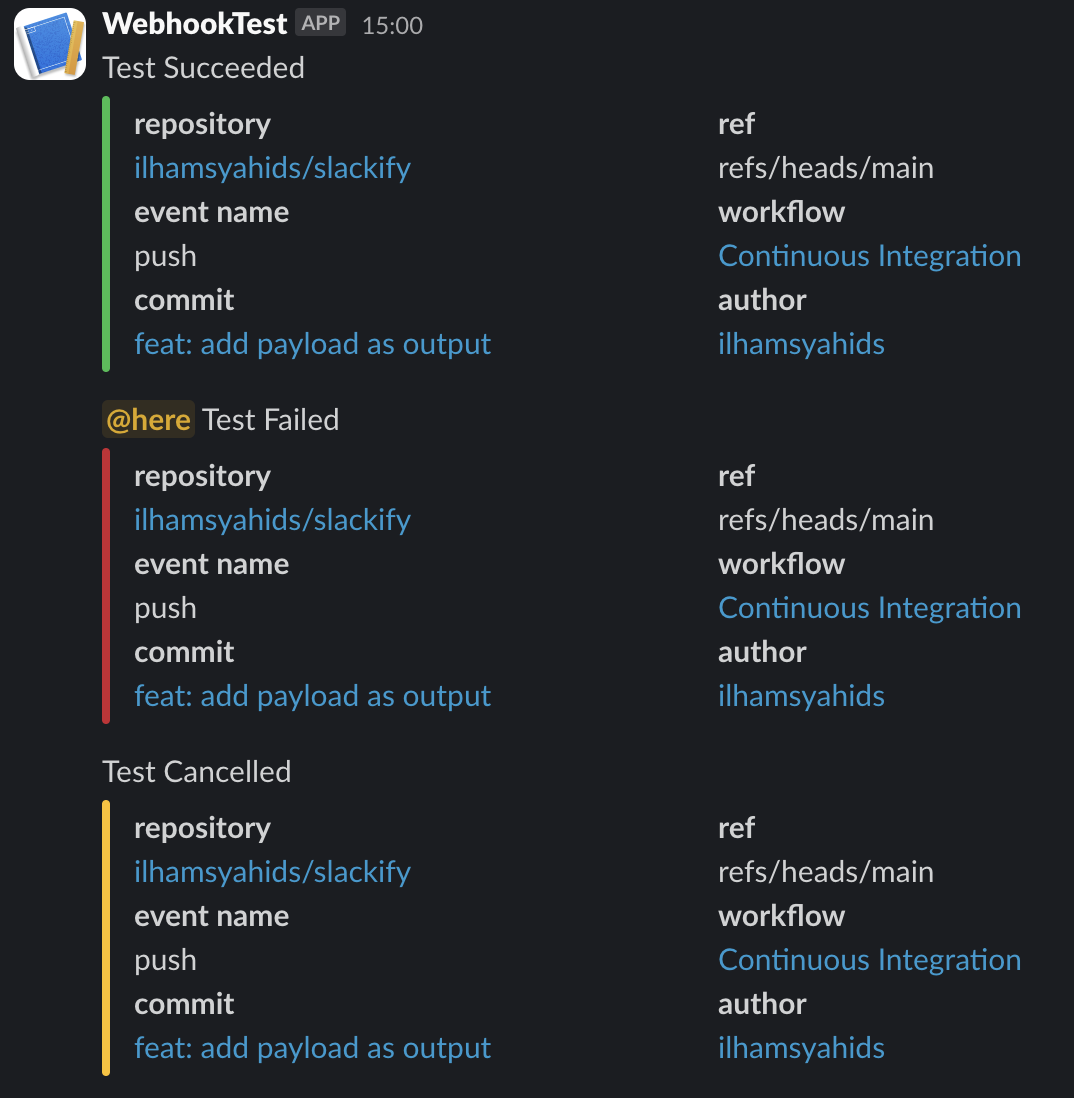 WebhookTest APP 15:00
Test Succeeded
repository ref
ilhamsyahids/slackify refs/heads/main
event name workflow
push Continuous Integration
commit author
feat: add payload as output ilhamsyahids
@here Test Failed
repository ref
ilhamsyahids/slackify refs/heads/main
event name workflow
push Continuous Integration
commit author
feat: add payload as output ilhamsyahids
Test Cancelled
repository ref
ilhamsyahids/slackify refs/heads/main
event name workflow
push Continuous Integration
commit author
feat: add payload as output ilhamsyahids